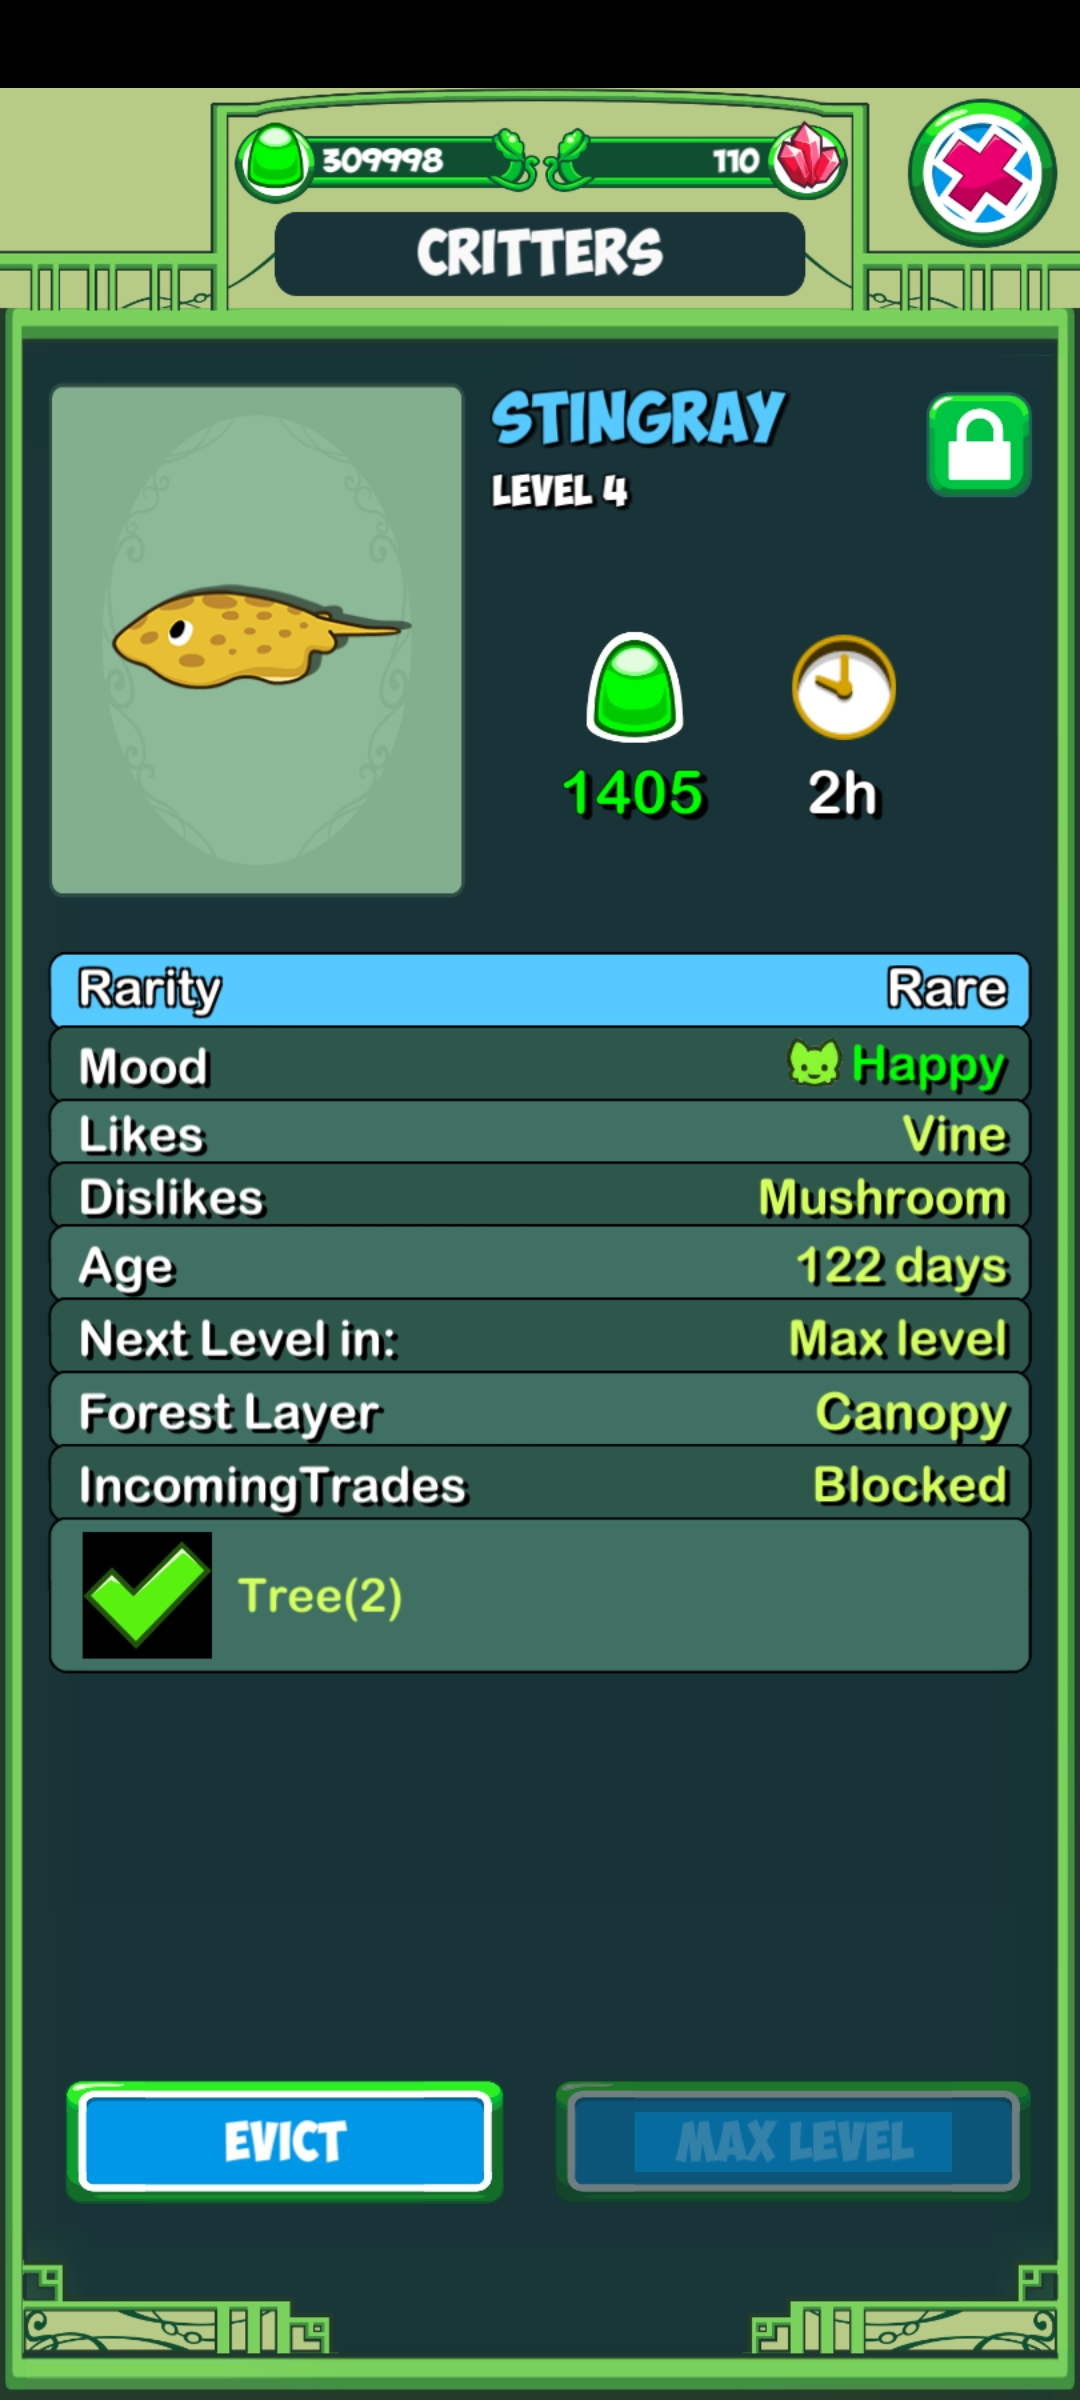 309998 110
CRITTERS
STINGRAY
LEVEL 4
1405 2h
Rarity Rare
Mood Happy
Likes Vine
Dislikes Mushroom
Age 122 days
Next Level in: Max level
Forest Layer Canopy
IncomingTrades Blocked
Tree(2)
EVICT MAX LEVEL